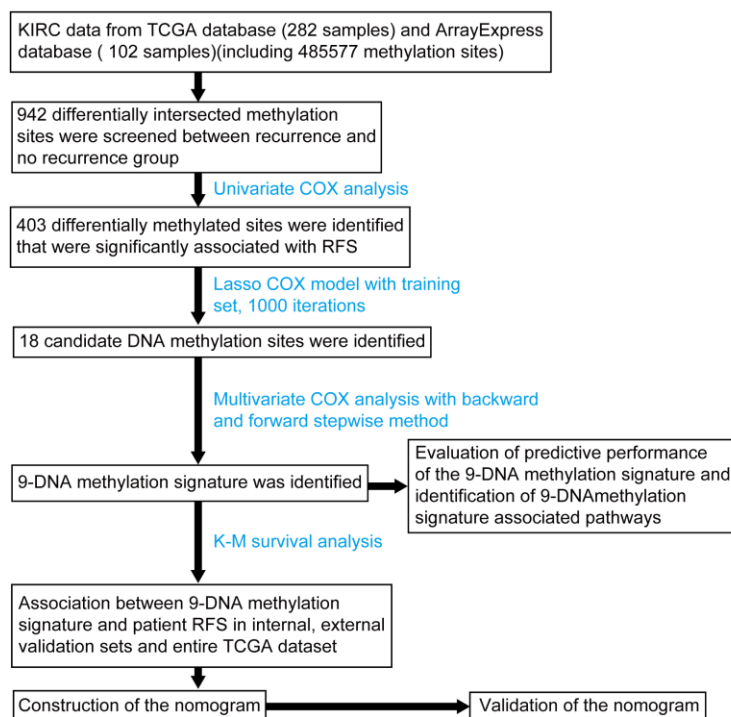 KIRC data from TCGA database (282 samples) and ArrayExpress
database ( 102 samples)(including 485577 methylation sites)
942 differentially intersected methylation
sites were screened between recurrence and
no recurrence group
Univariate COX analysis
403 differentially methylated sites were identified
that were significantly associated with RFS
Lasso COX model with training
set, 1000 iterations
18 candidate DNA methylation sites were identified
Multivariate COX analysis with backward
and forward stepwise method
9-DNA methylation signature was identified
Evaluation of predictive performance
of the 9-DNA methylation signature and
identification of 9-DNAmethylation
signature associated pathways
K-M survival analysis
Association between 9-DNA methylation
signature and patient RFS in internal, external
validation sets and entire TCGA dataset
Construction of the nomogram
Validation of the nomogram